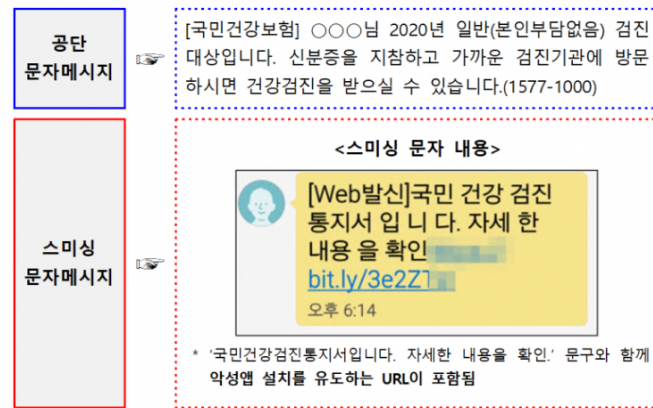 공단
문자메시지
☞
[국민건강보험] ○○○님 2020년 일반(본인부담없음) 검진
대상입니다. 신분증을 지참하고 가까운 검진기관에 방문
하시면 건강검진을 받으실 수 있습니다.(1577-1000)
스미싱
문자메시지
☞
<스미싱 문자 내용>
[Web발신]국민 건강 검진
통지서 입 니 다. 자세 한
내용 을 확인
bit.ly/3e2Z
오후 6:14
* '국민건강검진통지서입니다. 자세한 내용을 확인.' 문구와 함께
악성앱 설치를 유도하는 URL이 포함됨